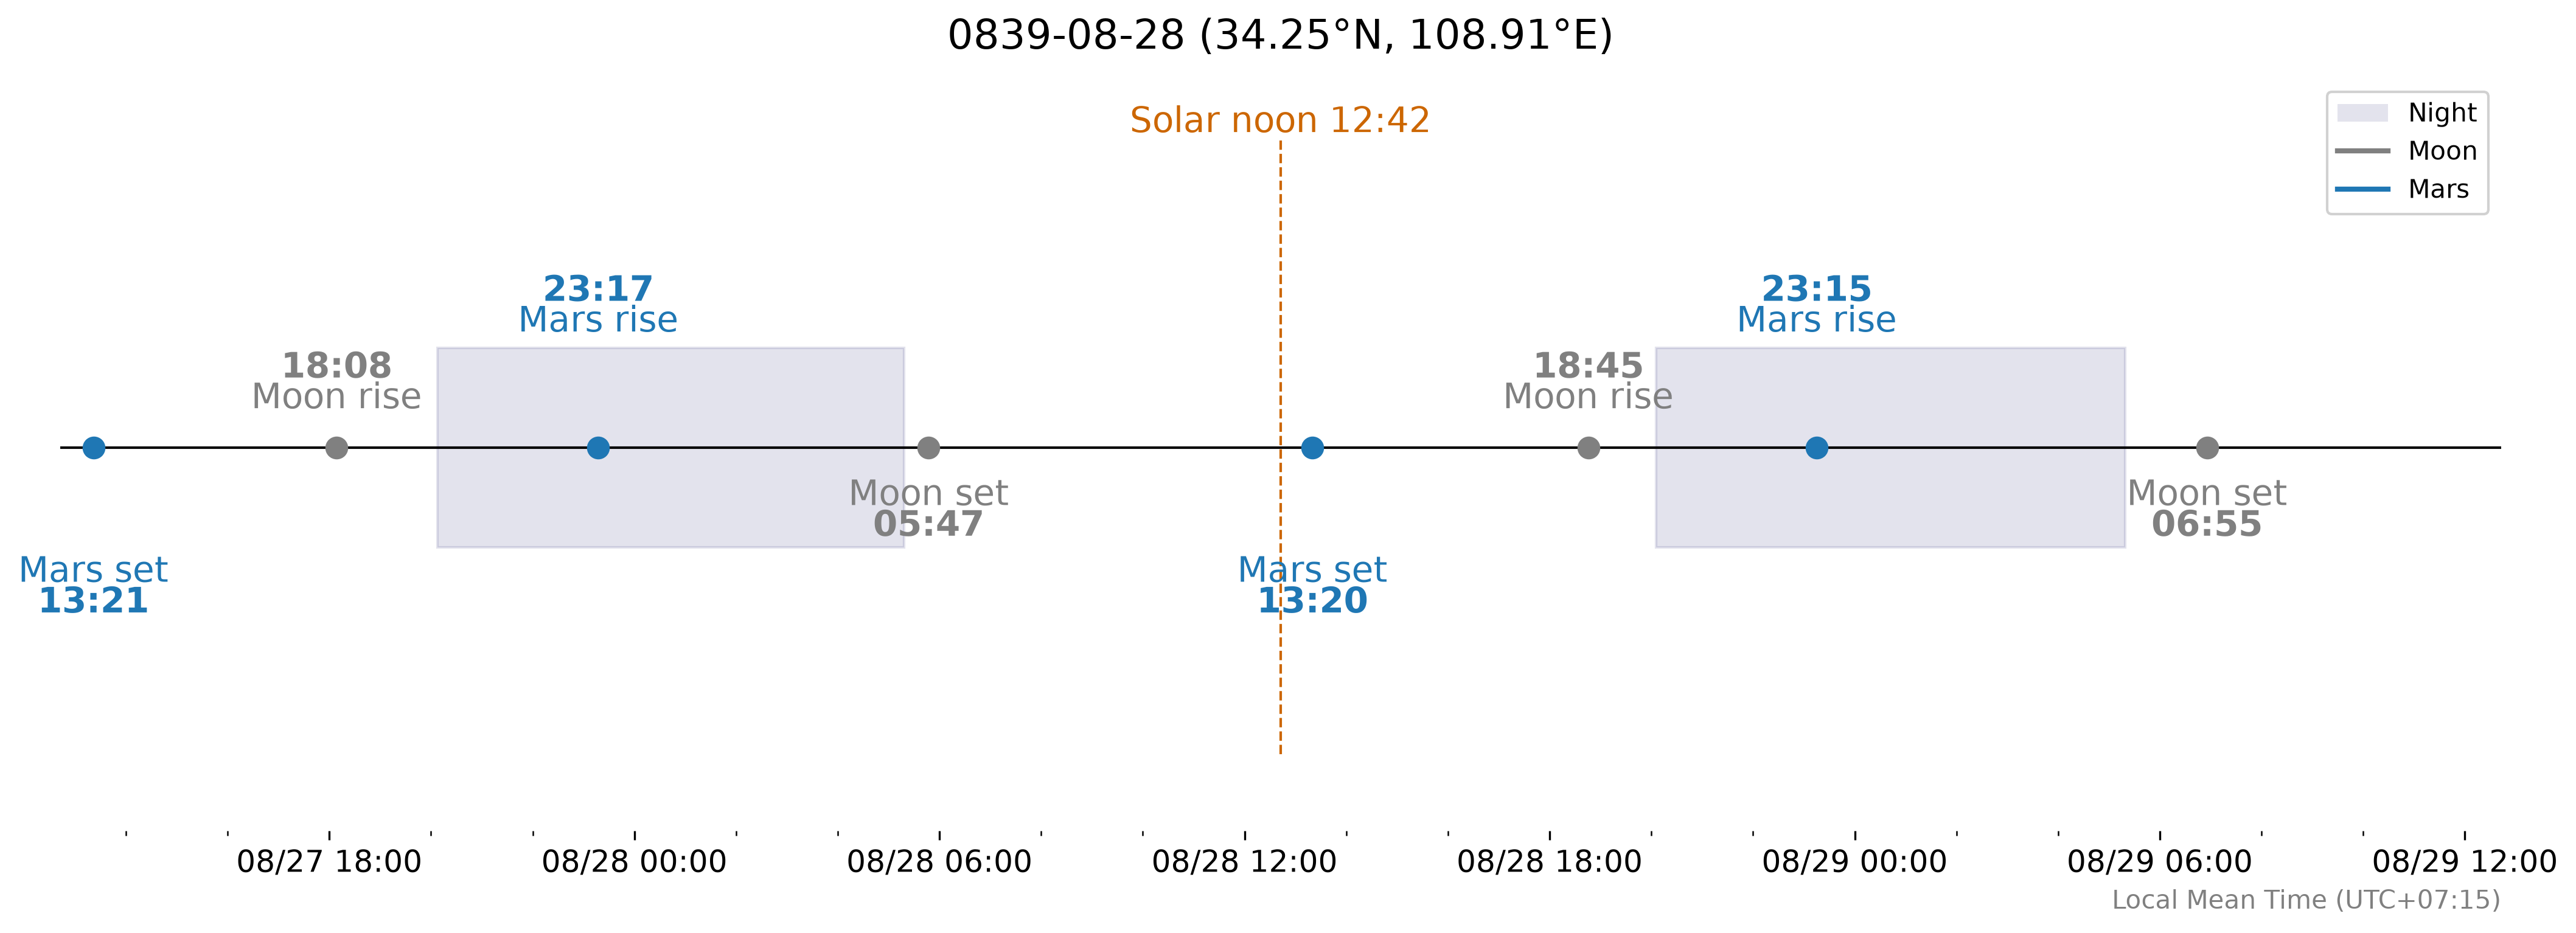 0839-08-28 (34.25°N, 108.91°E)
Solar noon 12:42
Night
Moon
Mars
23:17
Mars rise
23:15
Mars rise
18:08
Moon rise
18:45
Moon rise
Moon set
05:47
Moon set
06:55
Mars set
13:21
Mars set
13:20
08/27 18:00
08/28 00:00
08/28 06:00
08/28 12:00
08/28 18:00
08/29 00:00
08/29 06:00
08/29 12:00
Local Mean Time (UTC+07:15)